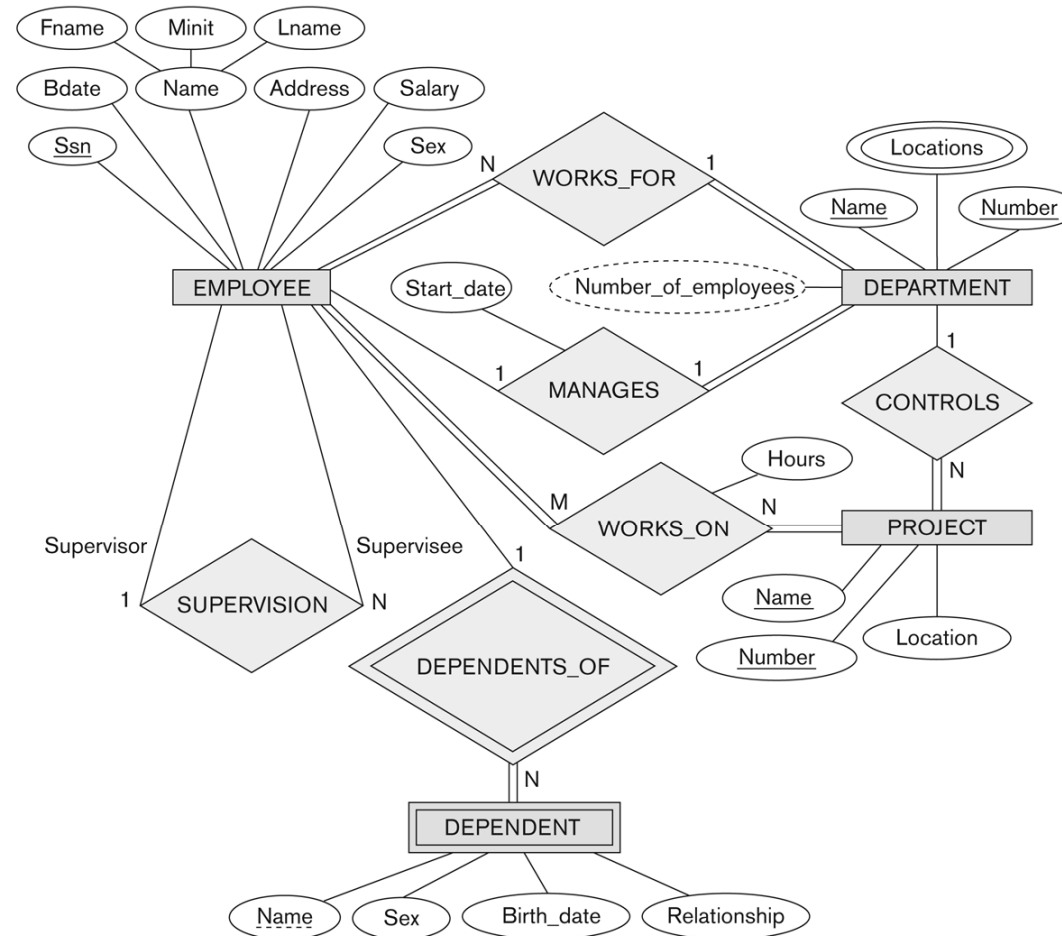 Fname
Minit
Lname
Bdate
Name
Address
Salary
Ssn
Sex
N
WORKS_FOR
1
Locations
Name
Number
EMPLOYEE
Start_date
Number_of_employees
DEPARTMENT
1
MANAGES
1
1
CONTROLS
N
Hours
M
WORKS_ON
N
PROJECT
Supervisor
Supervisee
1
SUPERVISION
N
1
Name
Number
Location
DEPENDENTS_OF
N
DEPENDENT
Name
Sex
Birth_date
Relationship